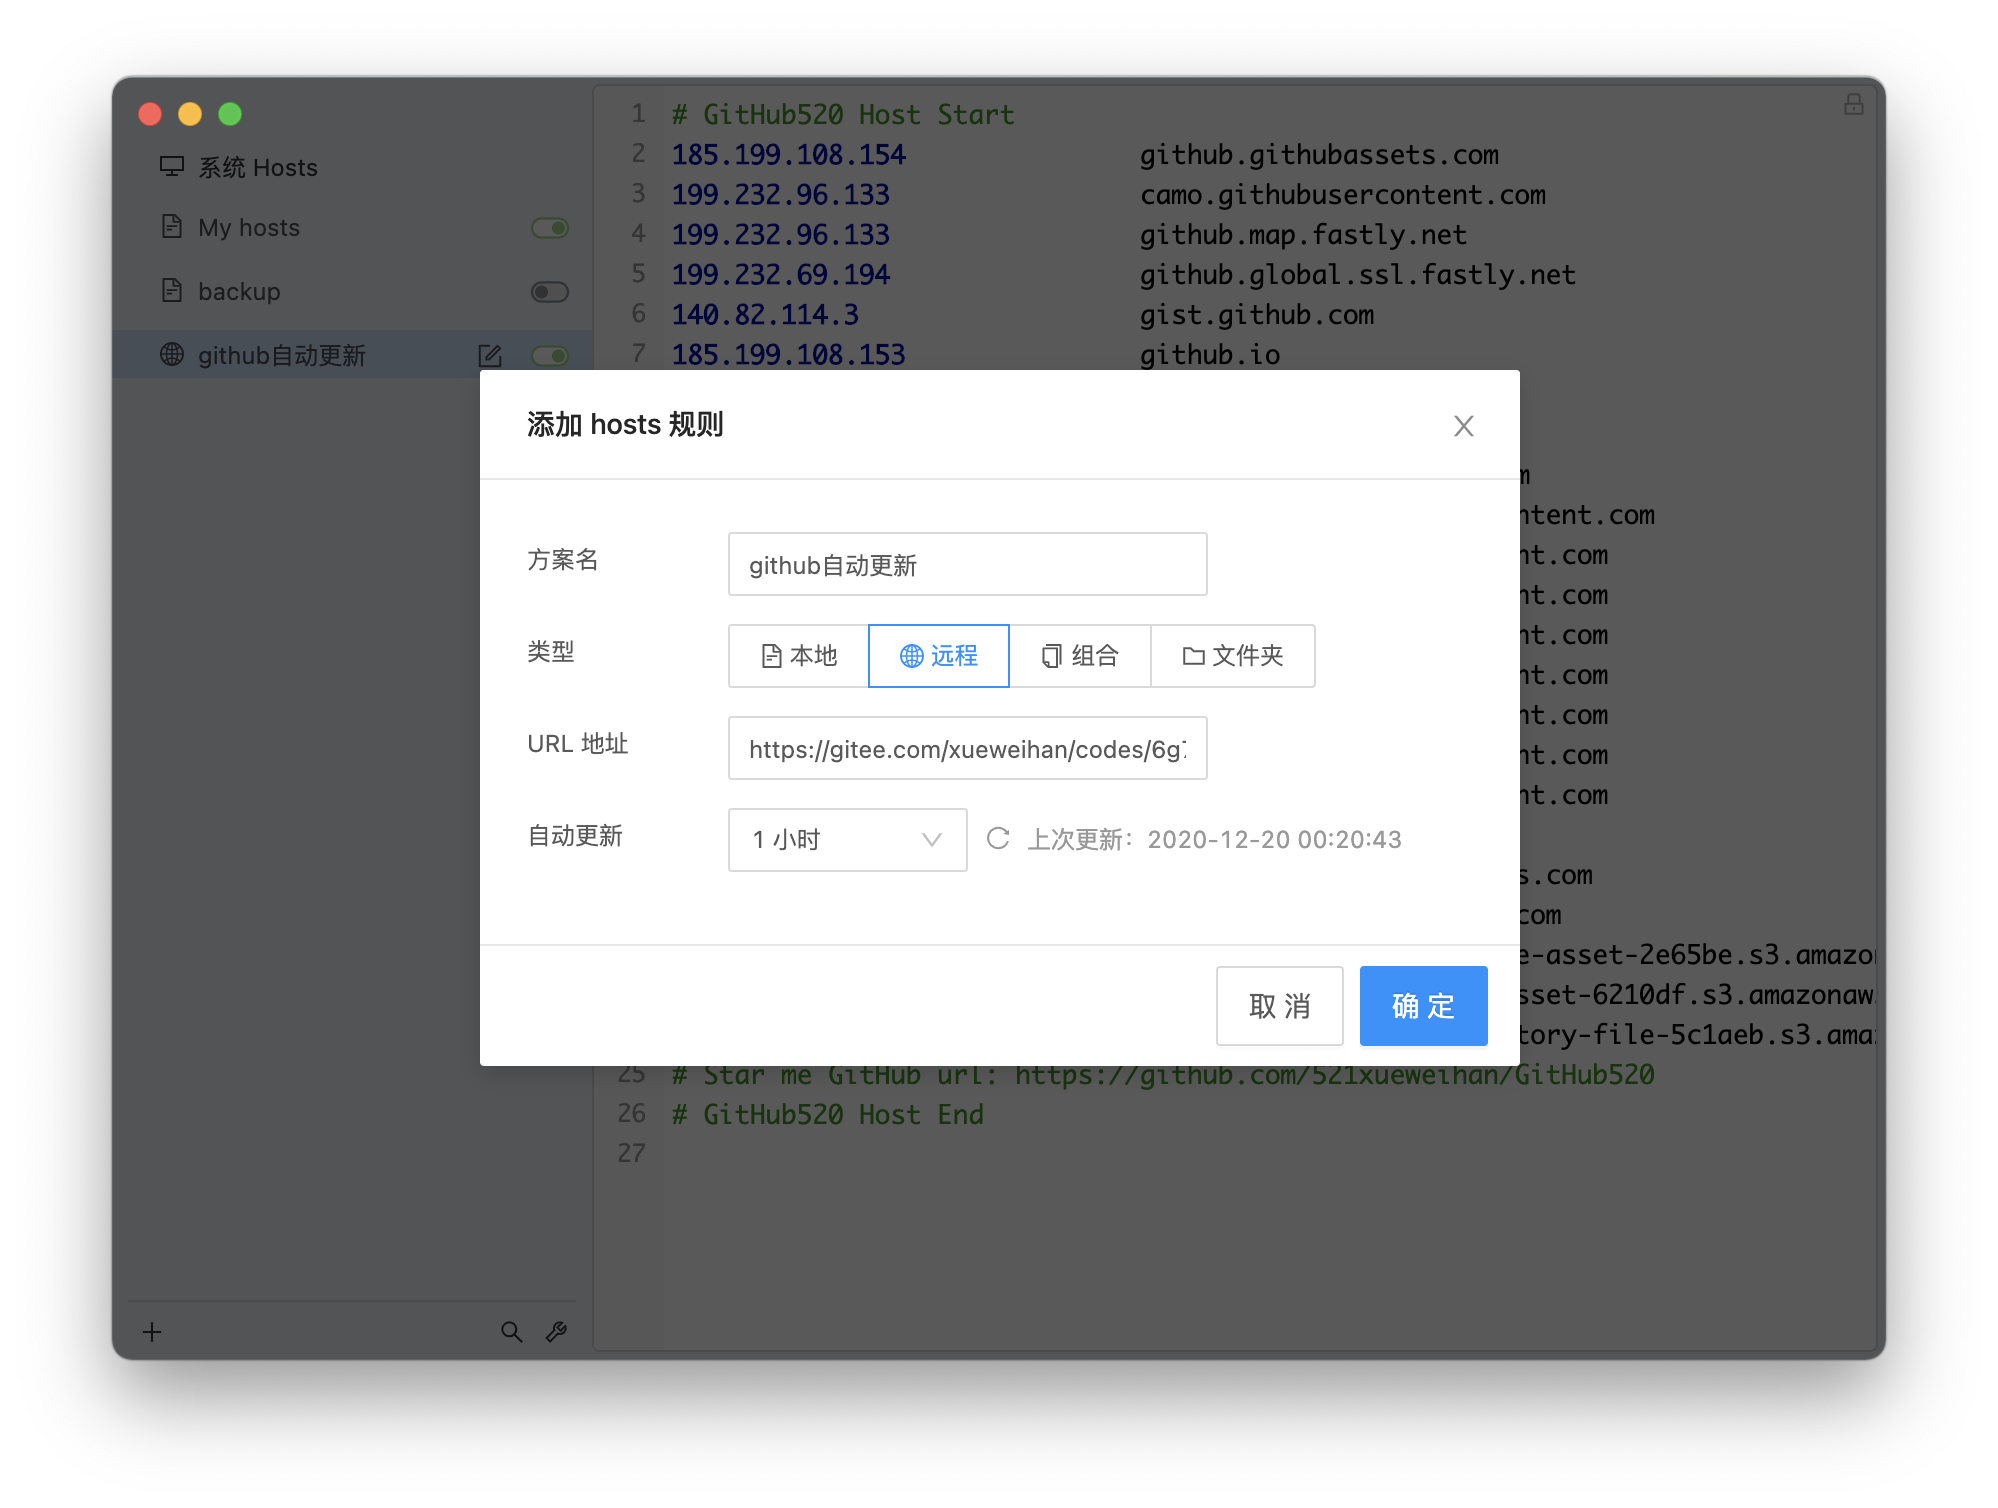 系统 Hosts
My hosts
backup
github自动更新
1 # GitHub520 Host Start
2 185.199.108.154 github.githubassets.com
3 199.232.96.133 camo.githubusercontent.com
4 199.232.96.133 github.map.fastly.net
5 199.232.69.194 github.global.ssl.fastly.net
6 140.82.114.3 gist.github.com
7 185.199.108.153 github.io
添加 hosts 规则
方案名 github自动更新
类型 本地 远程 组合 文件夹
URL 地址 https://gitee.com/xueweihan/codes/6g
自动更新 1 小时 上次更新：2020-12-20 00:20:43
取 消 确 定
m
ntent.com
nt.com
nt.com
nt.com
nt.com
nt.com
nt.com
nt.com
s.com
com
e-asset-2e65be.s3.amazo
sset-6210df.s3.amazonaw
tory-file-5c1aeb.s3.ama
25 # Star me GitHub url: https://github.com/521xueweihan/GitHub520
26 # GitHub520 Host End
27